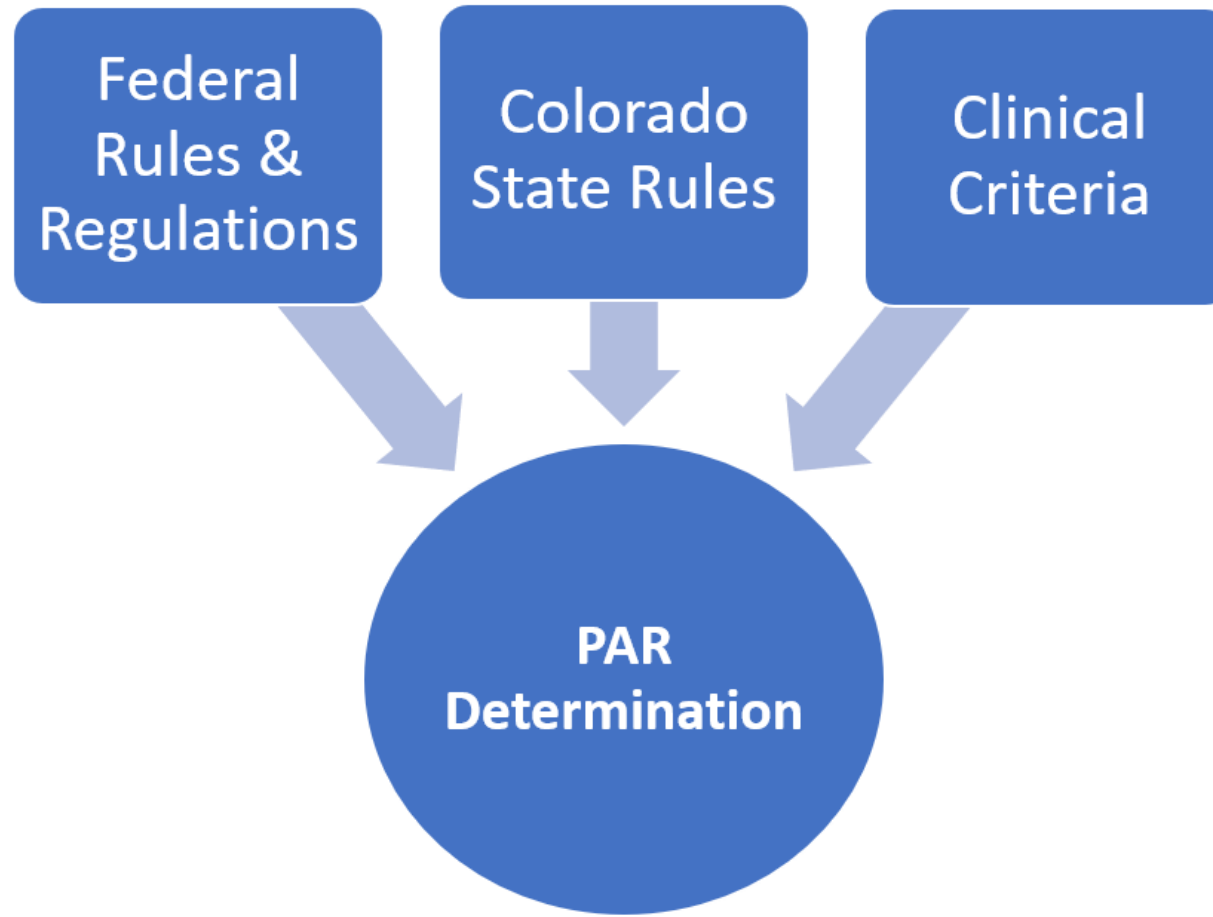 Federal
Rules &
Regulations
Colorado
State Rules
Clinical
Criteria
PAR
Determination